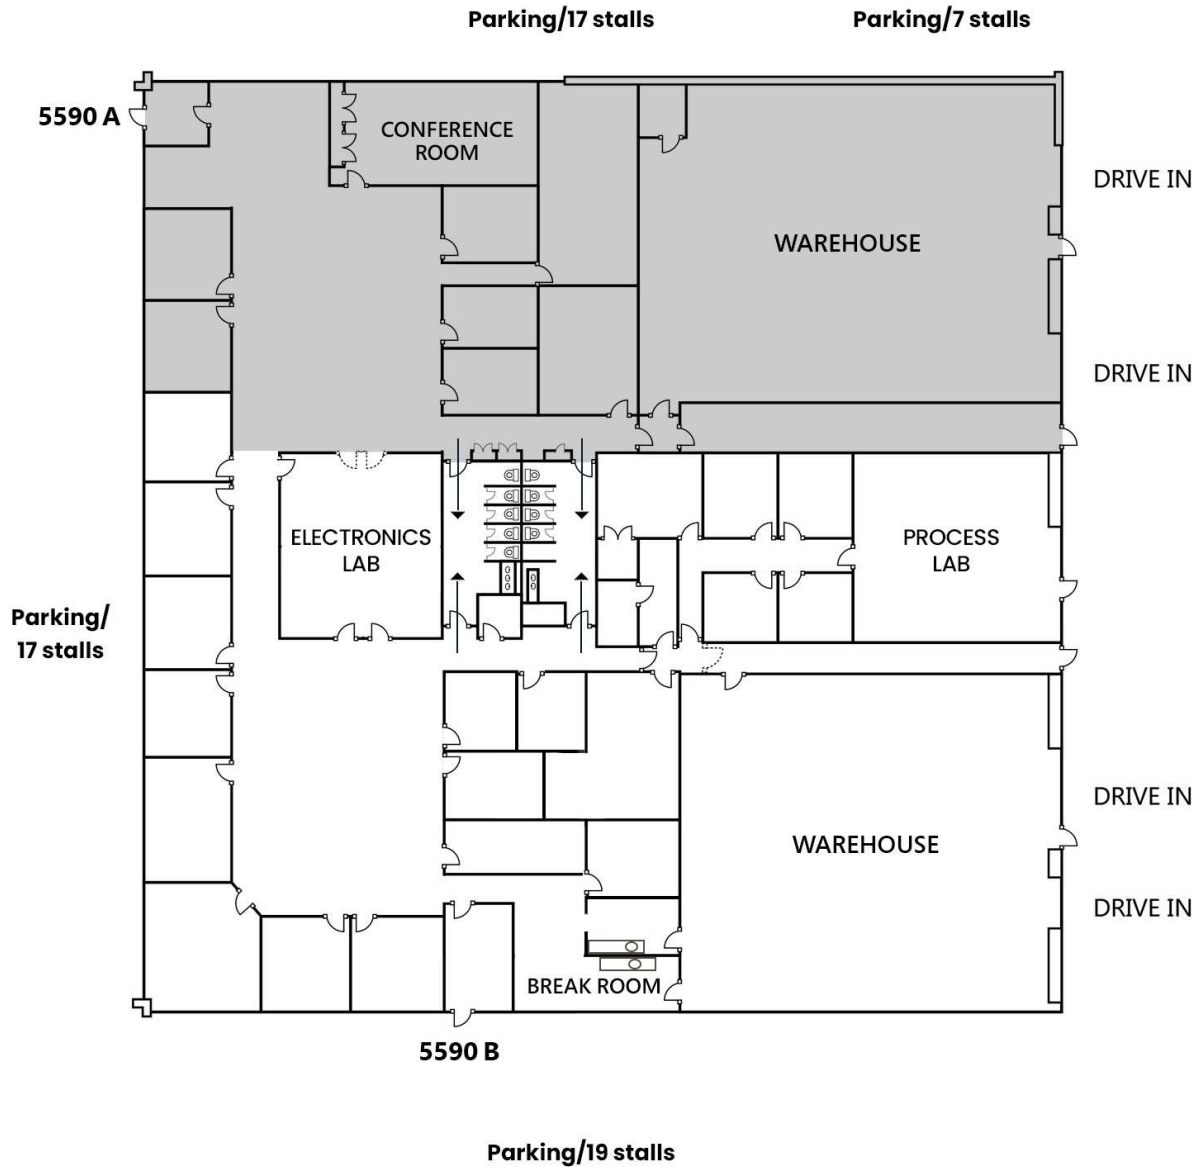 Parking/17 stalls
Parking/7 stalls
5590 A
CONFERENCE
ROOM
DRIVE IN
WAREHOUSE
DRIVE IN
ELECTRONICS
LAB
PROCESS
LAB
Parking/
17 stalls
DRIVE IN
WAREHOUSE
DRIVE IN
BREAK ROOM
5590 B
Parking/19 stalls